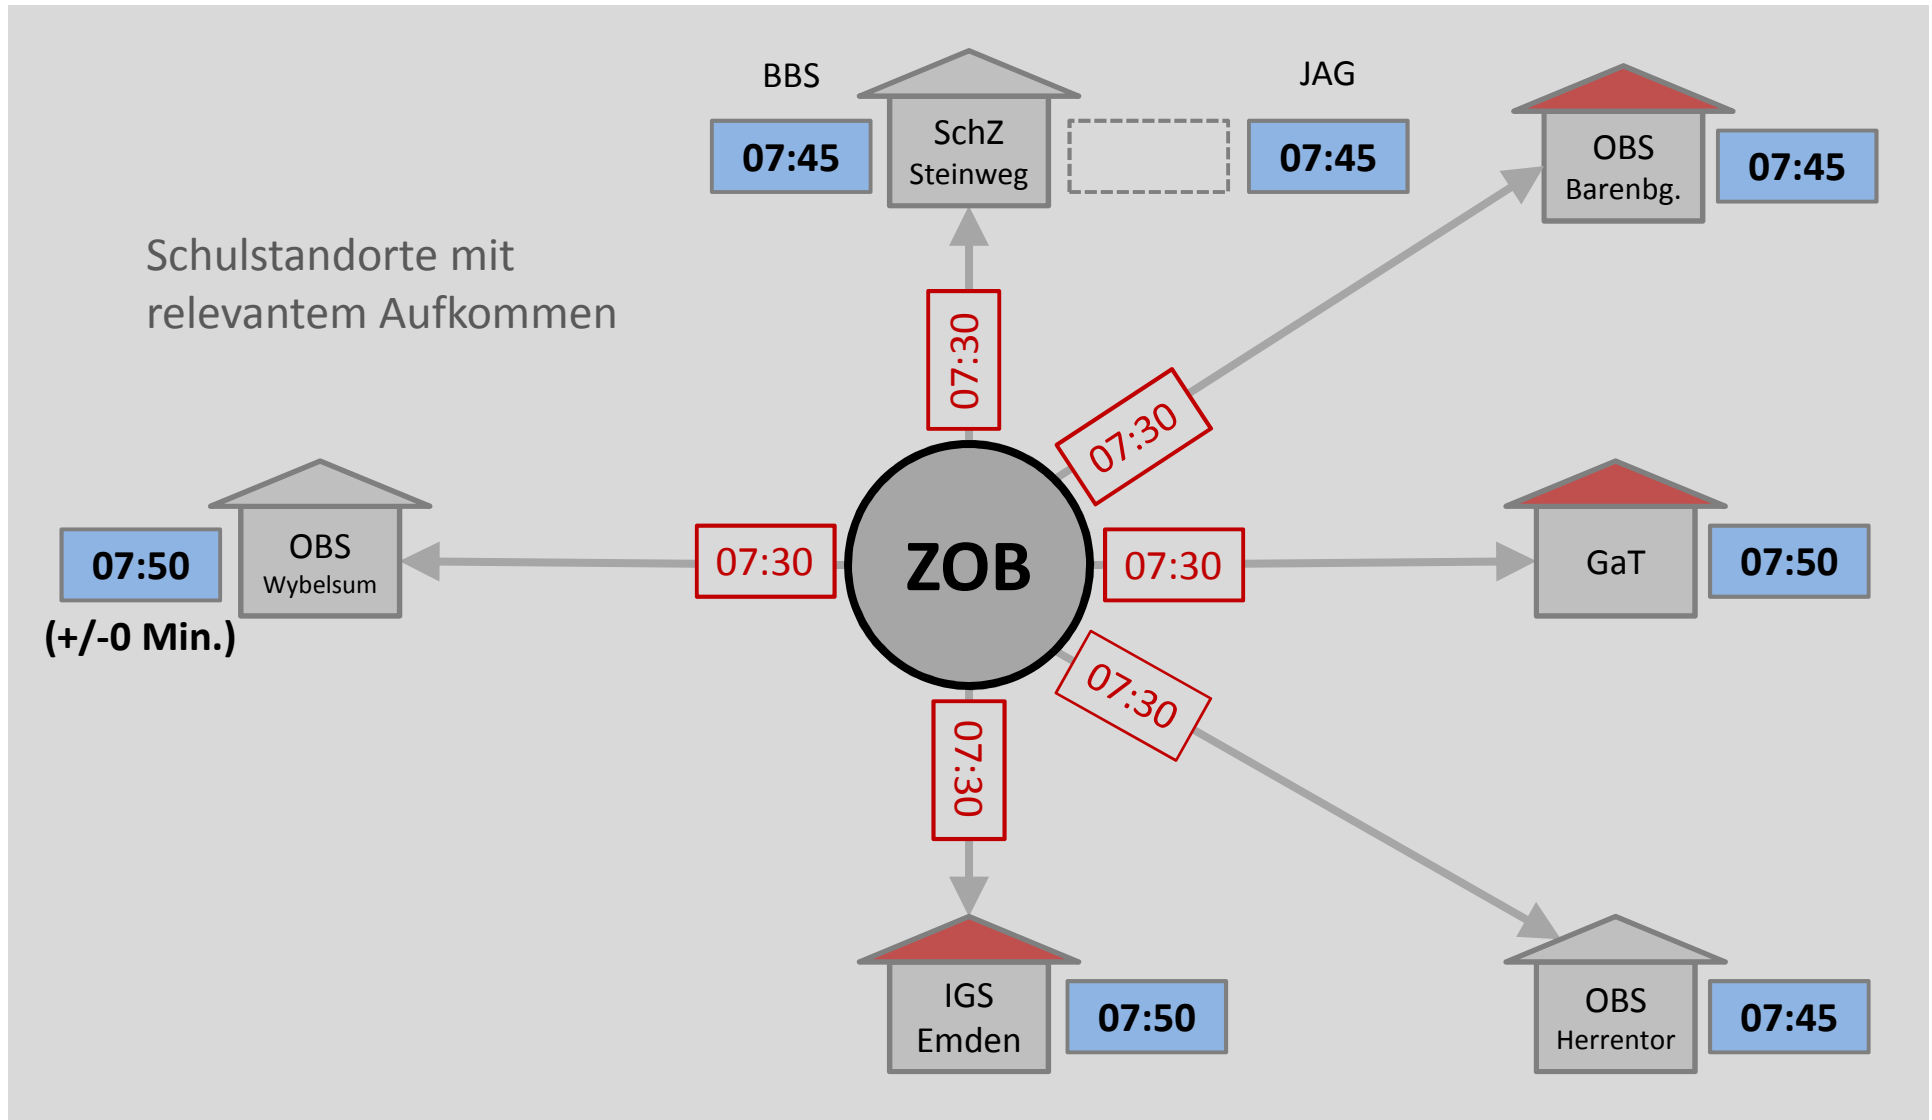 BBS
JAG
07:45
SchZ
Steinweg
07:45
OBS
Barenbg.
07:45
Schulstandorte mit
relevantem Aufkommen
07:30
07:30
07:50
(+/-0 Min.)
OBS
Wybelsum
07:30
ZOB
07:30
GaT
07:50
07:30
07:30
IGS
Emden
07:50
OBS
Herrentor
07:45